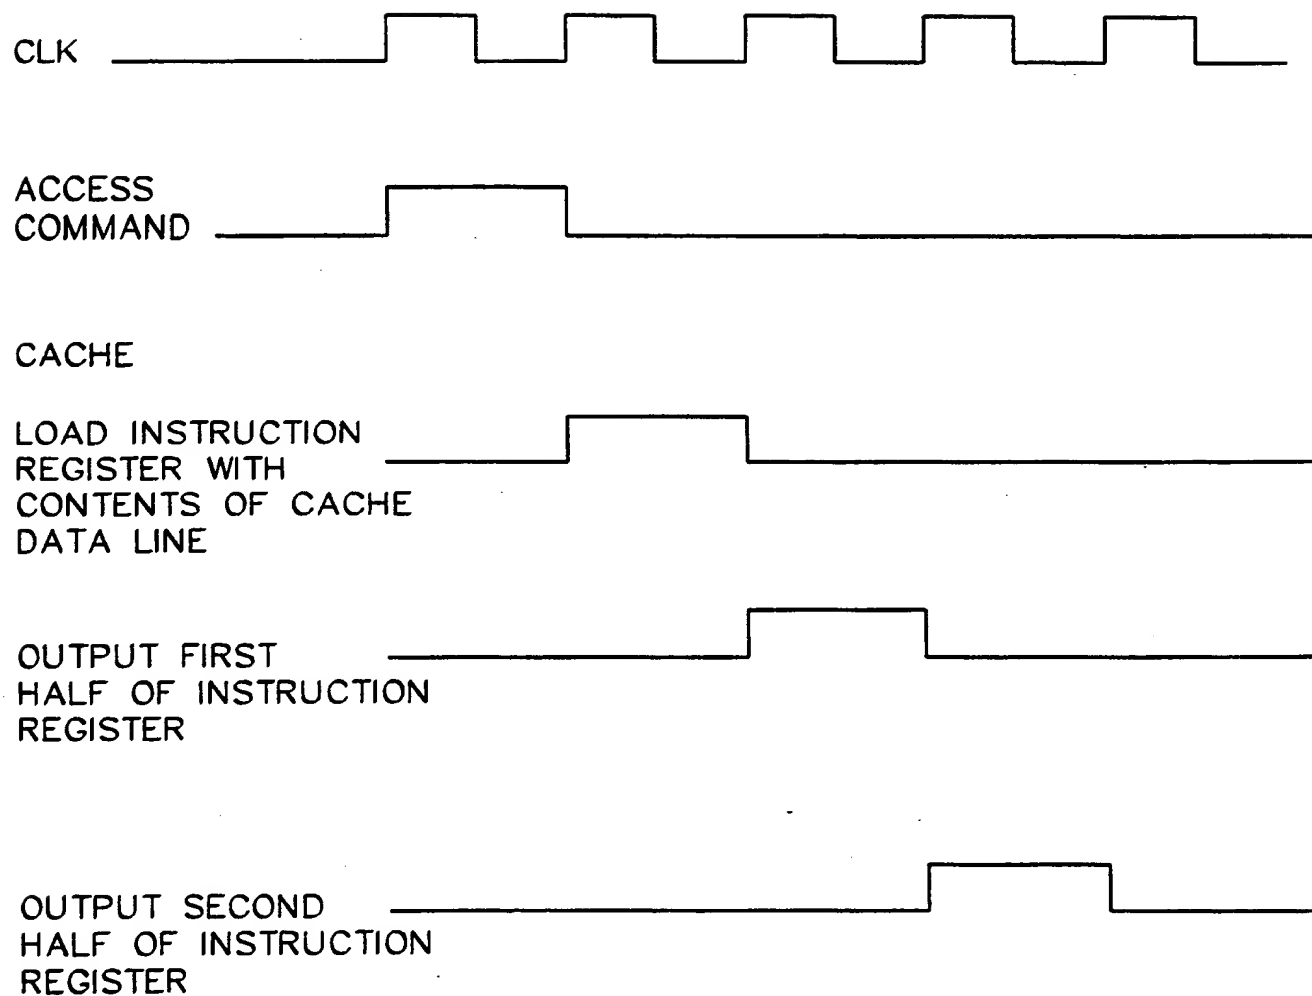 CLK
ACCESS
COMMAND
CACHE
LOAD INSTRUCTION
REGISTER WITH
CONTENTS OF CACHE
DATA LINE
OUTPUT FIRST
HALF OF INSTRUCTION
REGISTER
OUTPUT SECOND
HALF OF INSTRUCTION
REGISTER